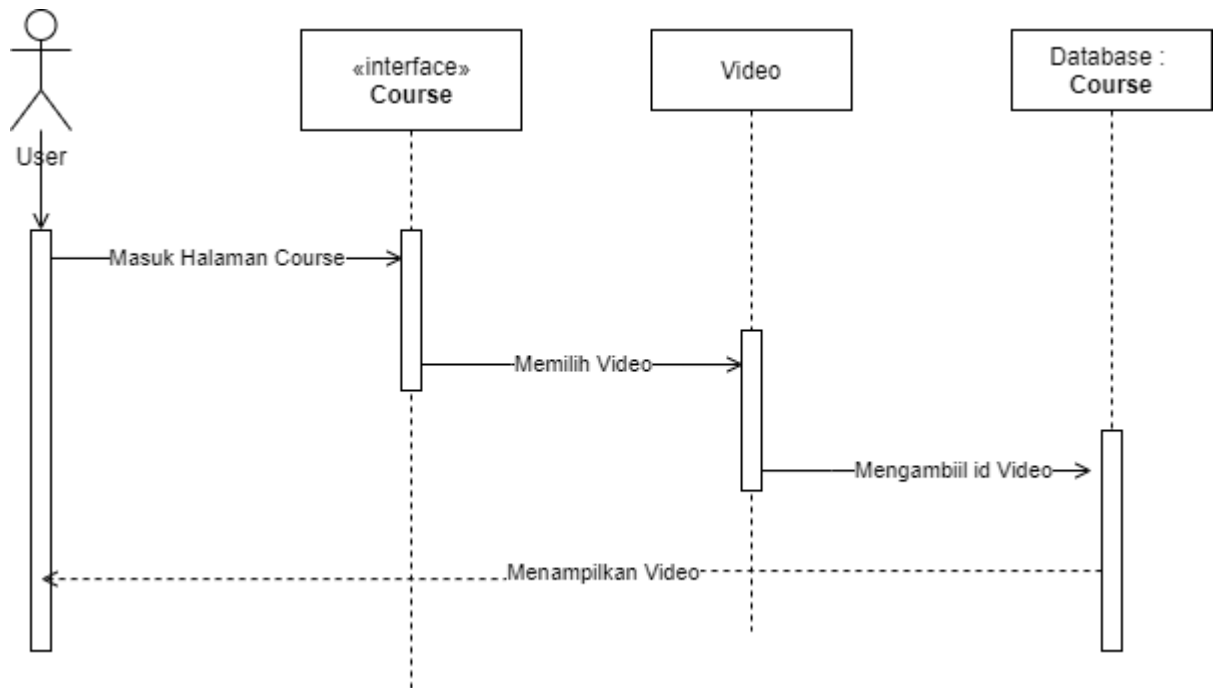 User
«interface»
Course
Video
Database :
Course
Masuk Halaman Course
Memilih Video
Mengambiil id Video
Menampilkan Video